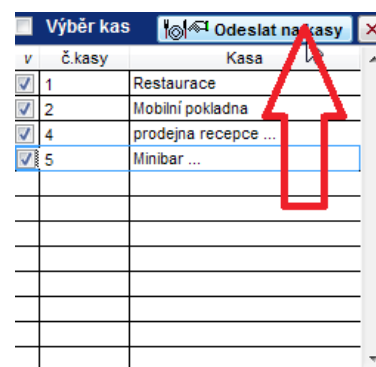 Výběr kas Odeslat na kasy
v č.kasy Kasa
1 Restaurace
2 Mobilní pokladna
4 prodejna recepce ...
5 Minibar ...